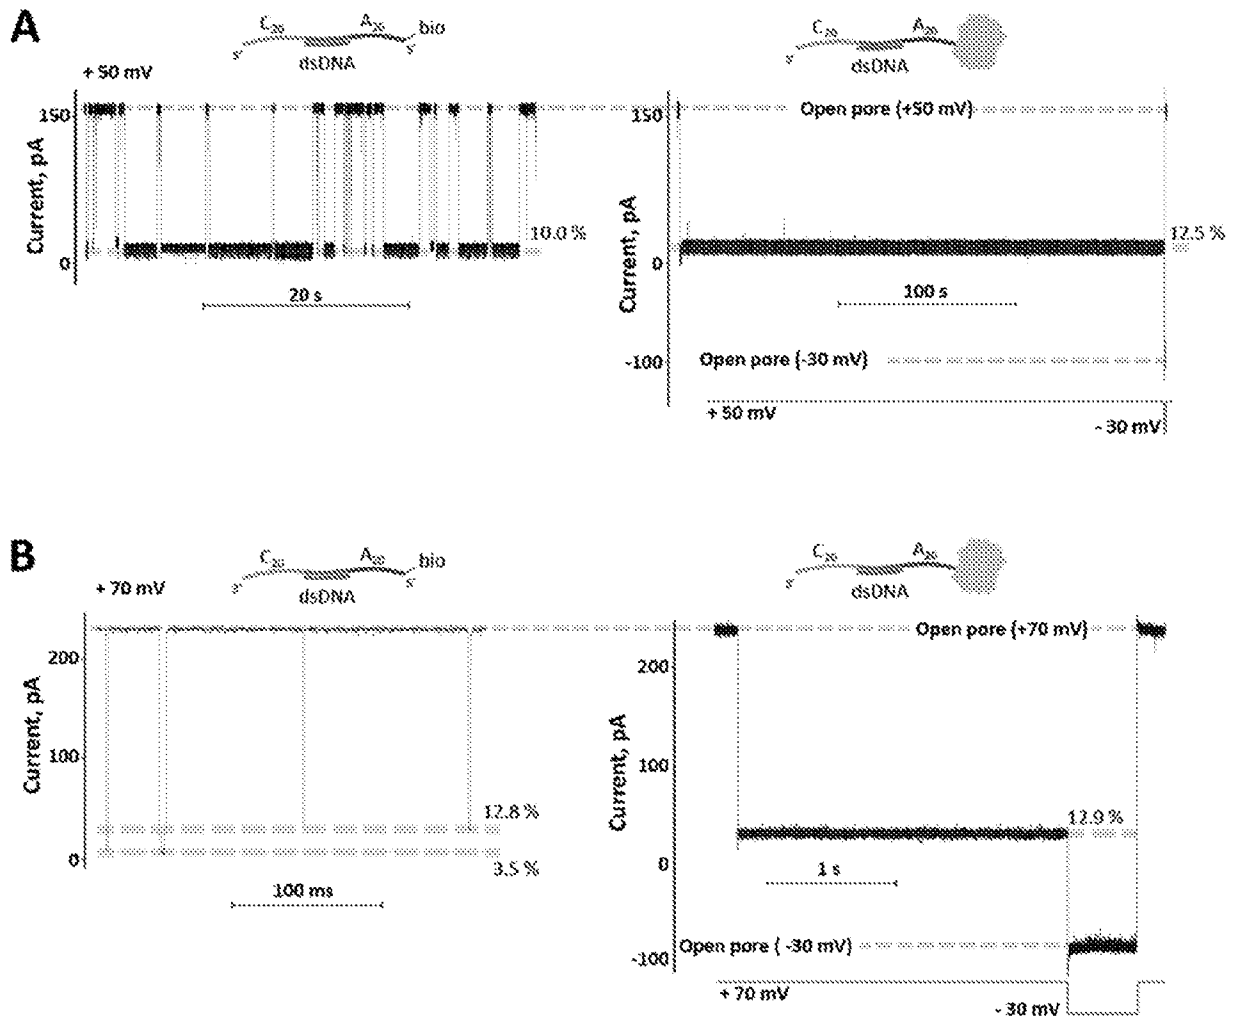 A
C20 A20 bio
5' 5'
dsDNA
+ 50 mV
150
Current, pA
0
10.0 %
20 s
C20 A20
5'
dsDNA
150
Open pore (+50 mV)
Current, pA
0
12.5 %
100 s
-100
Open pore (-30 mV)
+ 50 mV
- 30 mV
B
C20 A20 bio
5' 5'
dsDNA
+ 70 mV
200
Current, pA
100
0
12.8 %
3.5 %
100 ms
C20 A20
5'
dsDNA
Open pore (+70 mV)
200
Current, pA
100
0
12.9 %
1 s
-100
Open pore ( -30 mV)
+ 70 mV
- 30 mV